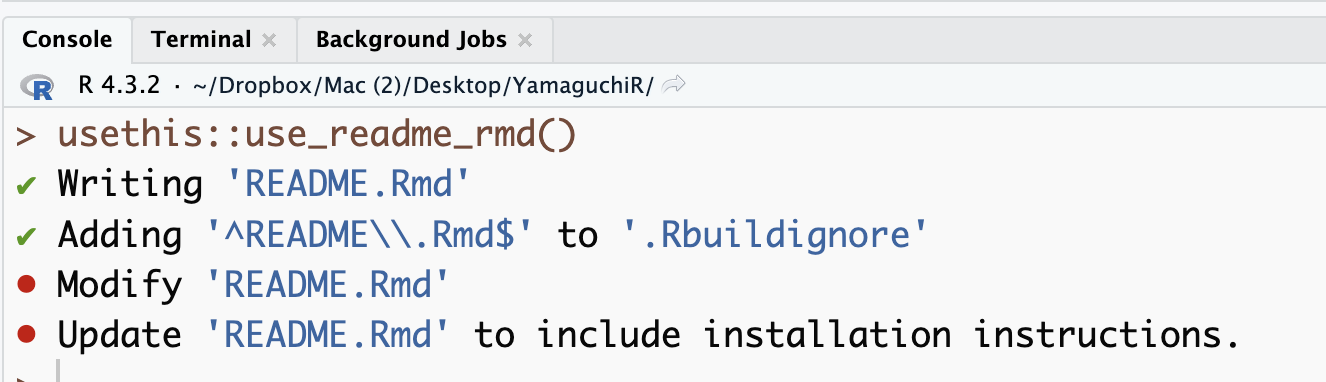 Console Terminal × Background Jobs ×
R R 4.3.2 · ~/Dropbox/Mac (2)/Desktop/YamaguchiR/
> usethis::use_readme_rmd()
✔ Writing 'README.Rmd'
✔ Adding '^README\\.Rmd$' to '.Rbuildignore'
● Modify 'README.Rmd'
● Update 'README.Rmd' to include installation instructions.
>